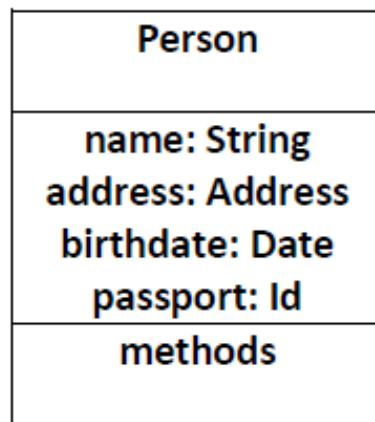 Person
name: String
address: Address
birthdate: Date
passport: Id
methods